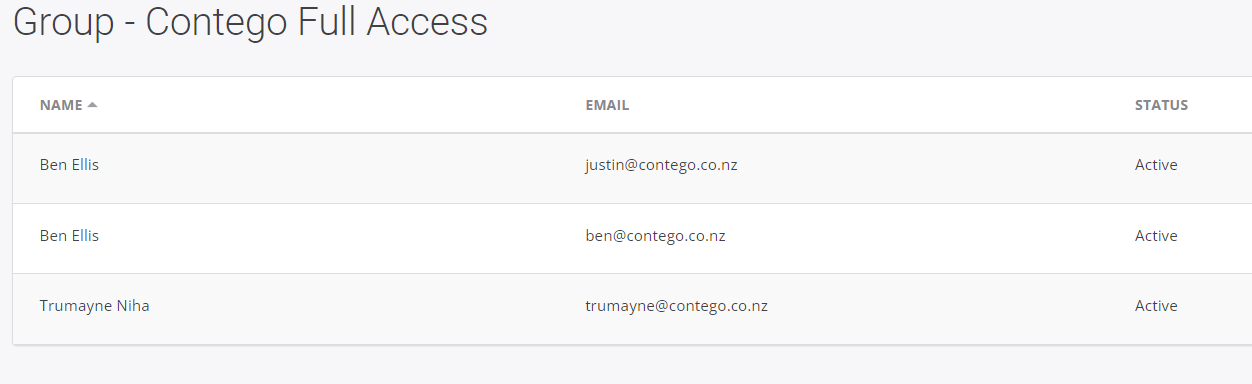 Group - Contego Full Access
NAME EMAIL STATUS
Ben Ellis justin@contego.co.nz Active
Ben Ellis ben@contego.co.nz Active
Trumayne Niha trumayne@contego.co.nz Active